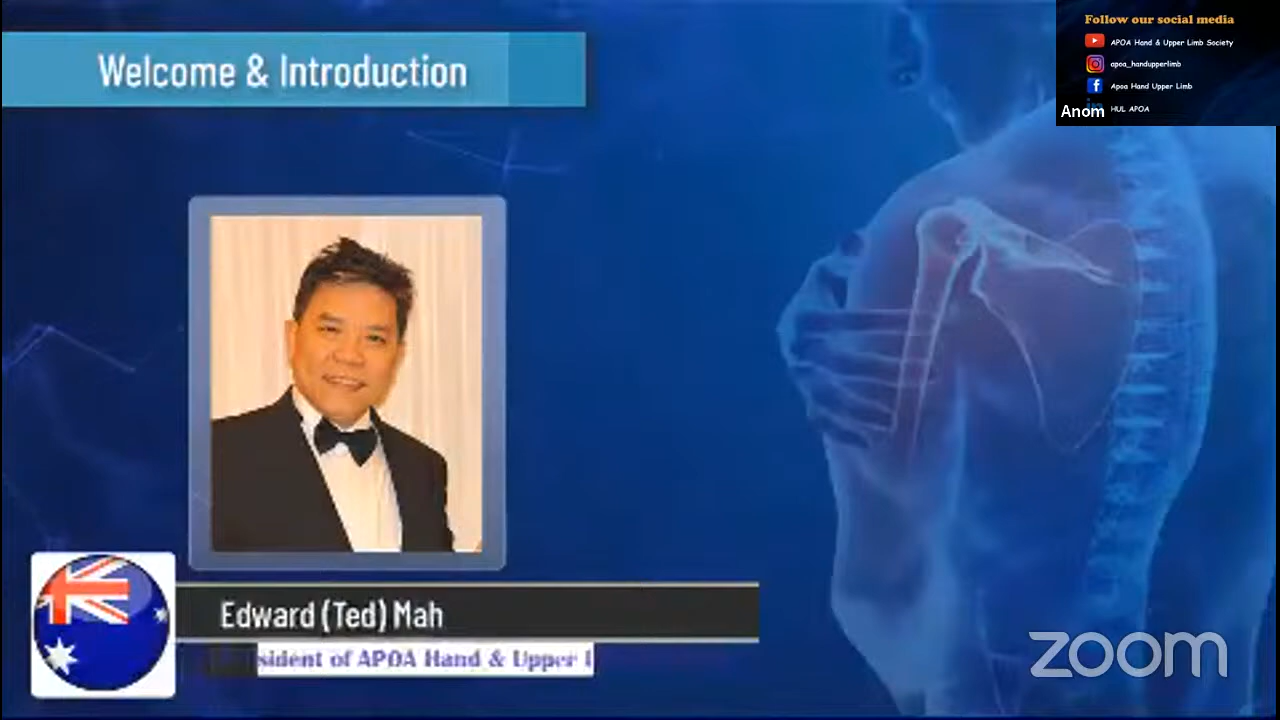 Welcome & Introduction
Follow our social media
APOA Hand & Upper Limb Society
apoa_handupperlimb
Apoa Hand Upper Limb
HUL APOA
Anom
Edward (Ted) Mah
sident of APOA Hand & Upper
zoom